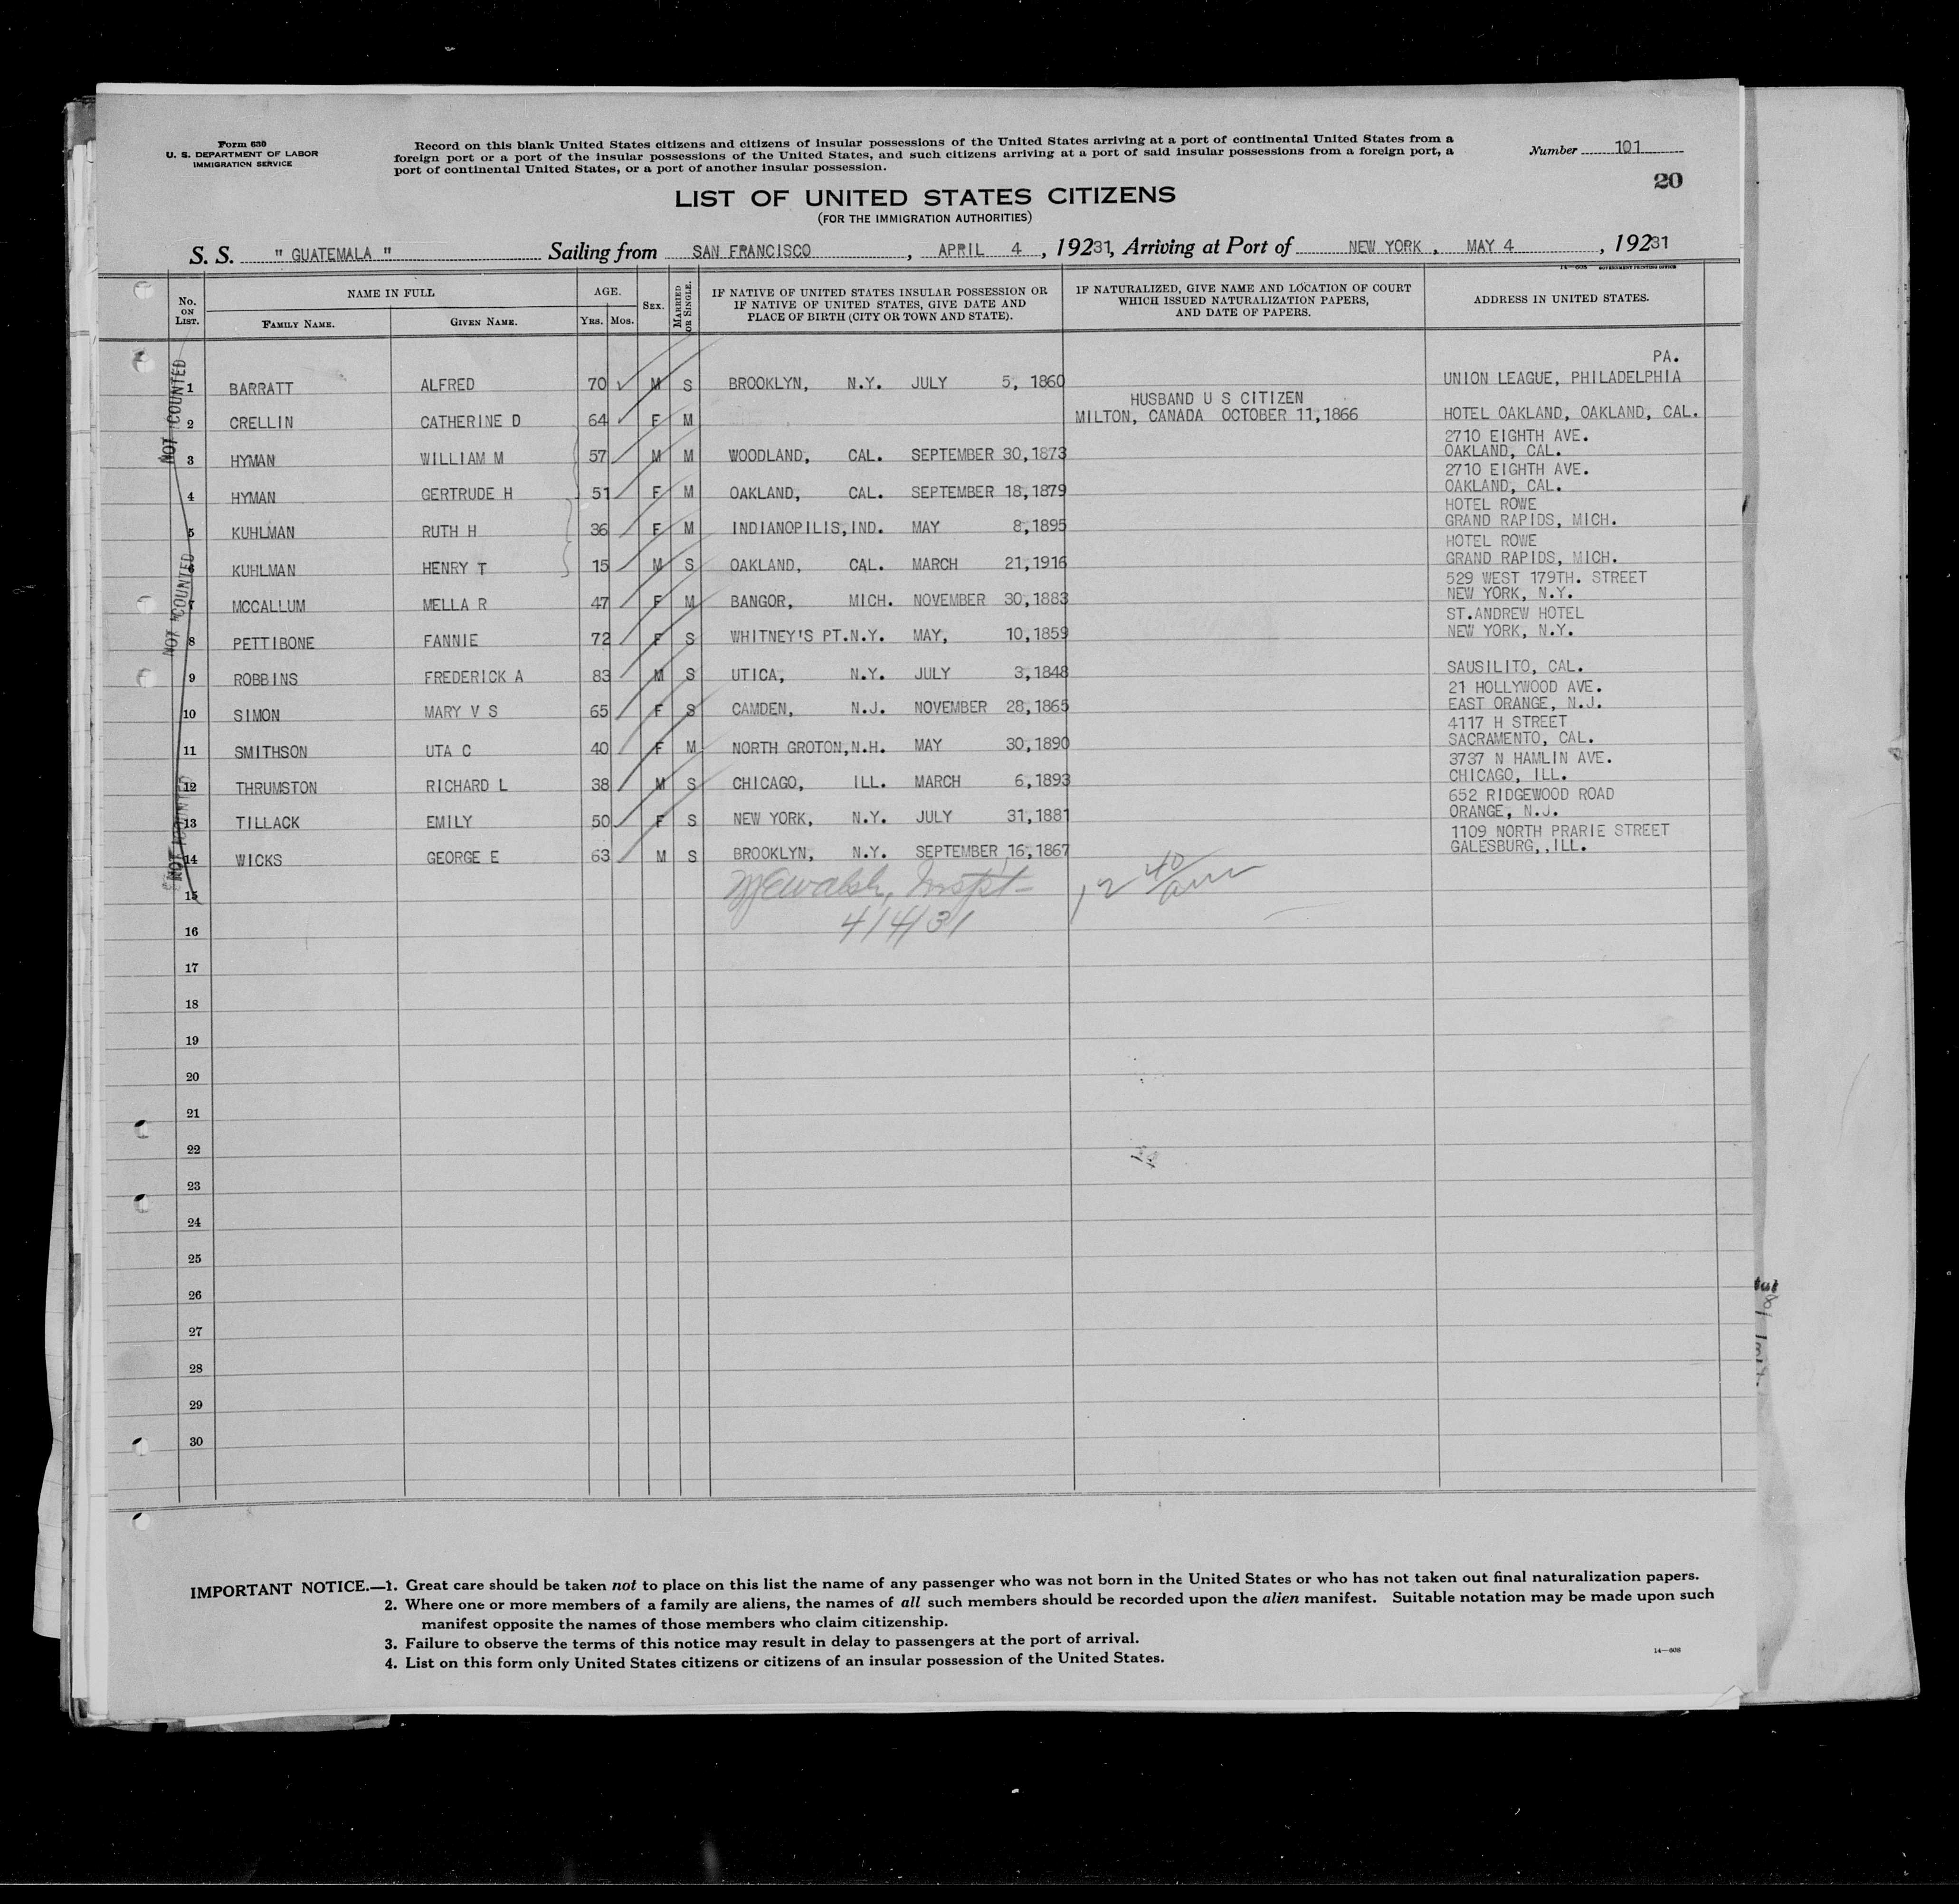 Form 630
U. S. DEPARTMENT OF LABOR
IMMIGRATION SERVICE
Record on this blank United States citizens and citizens of insular possessions of the United States arriving at a port of continental United States from a
foreign port or a port of the insular possessions of the United States, and such citizens arriving at a port of said insular possessions from a foreign port, a
port of continental United States, or a port of another insular possession.
Number 101
20
LIST OF UNITED STATES CITIZENS
(FOR THE IMMIGRATION AUTHORITIES)
S. S. " GUATEMALA " Sailing from SAN FRANCISCO , APRIL 4 , 19231, Arriving at Port of NEW YORK , MAY 4 , 19231
14—608 GOVERNMENT PRINTING OFFICE
No. ON LIST.
NAME IN FULL
FAMILY NAME. GIVEN NAME.
AGE.
YRS. MOS.
SEX.
MARRIED OR SINGLE.
IF NATIVE OF UNITED STATES INSULAR POSSESSION OR
IF NATIVE OF UNITED STATES, GIVE DATE AND
PLACE OF BIRTH (CITY OR TOWN AND STATE).
IF NATURALIZED, GIVE NAME AND LOCATION OF COURT
WHICH ISSUED NATURALIZATION PAPERS,
AND DATE OF PAPERS.
ADDRESS IN UNITED STATES.
NOT COUNTED
PA.
1 BARRATT ALFRED 70 M S BROOKLYN, N.Y. JULY 5, 1860 UNION LEAGUE, PHILADELPHIA
HUSBAND U S CITIZEN
2 CRELLIN CATHERINE D 64 F M MILTON, CANADA OCTOBER 11,1866 HOTEL OAKLAND, OAKLAND, CAL.
2710 EIGHTH AVE.
3 HYMAN WILLIAM M 57 M M WOODLAND, CAL. SEPTEMBER 30,1873 OAKLAND, CAL.
2710 EIGHTH AVE.
4 HYMAN GERTRUDE H 51 F M OAKLAND, CAL. SEPTEMBER 18,1879 OAKLAND, CAL.
HOTEL ROWE
5 KUHLMAN RUTH H 36 F M INDIANOPILIS,IND. MAY 8,1895 GRAND RAPIDS, MICH.
HOTEL ROWE
6 KUHLMAN HENRY T 15 M S OAKLAND, CAL. MARCH 21,1916 GRAND RAPIDS, MICH.
NOT COUNTED
529 WEST 179TH. STREET
7 MCCALLUM MELLA R 47 F M BANGOR, MICH. NOVEMBER 30,1883 NEW YORK, N.Y.
ST.ANDREW HOTEL
8 PETTIBONE FANNIE 72 F S WHITNEY'S PT.N.Y. MAY, 10,1859 NEW YORK, N.Y.
9 ROBBINS FREDERICK A 83 M S UTICA, N.Y. JULY 3,1848 SAUSILITO, CAL.
21 HOLLYWOOD AVE.
10 SIMON MARY V S 65 F S CAMDEN, N.J. NOVEMBER 28,1865 EAST ORANGE, N.J.
4117 H STREET
11 SMITHSON UTA C 40 F M NORTH GROTON,N.H. MAY 30,1890 SACRAMENTO, CAL.
3737 N HAMLIN AVE.
12 THRUMSTON RICHARD L 38 M S CHICAGO, ILL. MARCH 6,1893 CHICAGO, ILL.
NOT COUNTED
652 RIDGEWOOD ROAD
13 TILLACK EMILY 50 F S NEW YORK, N.Y. JULY 31,1881 ORANGE, N.J.
1109 NORTH PRARIE STREET
14 WICKS GEORGE E 63 M S BROOKLYN, N.Y. SEPTEMBER 16,1867 GALESBURG,,ILL.
15 Walsh, Inspt 12 40 am
16 4/4/31
17
18
19
20
21
22
23
24
25
26
27
28
29
30
IMPORTANT NOTICE.—1. Great care should be taken not to place on this list the name of any passenger who was not born in the United States or who has not taken out final naturalization papers.
2. Where one or more members of a family are aliens, the names of all such members should be recorded upon the alien manifest. Suitable notation may be made upon such
manifest opposite the names of those members who claim citizenship.
3. Failure to observe the terms of this notice may result in delay to passengers at the port of arrival.
4. List on this form only United States citizens or citizens of an insular possession of the United States.
14—608